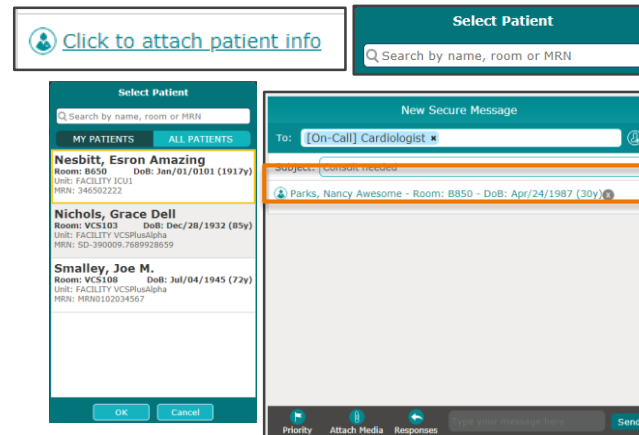 Click to attach patient info
Select Patient
Search by name, room or MRN
Select Patient
Search by name, room or MRN
MY PATIENTS ALL PATIENTS
Nesbitt, Esron Amazing
Room: B650 DoB: Jan/01/0101 (1917y)
Unit: FACILITY ICU1
MRN: 346502222
Nichols, Grace Dell
Room: VCS103 DoB: Dec/28/1932 (85y)
Unit: FACILITY VCSPlusAlpha
MRN: SD-390009.7689928659
Smalley, Joe M.
Room: VCS108 DoB: Jul/04/1945 (72y)
Unit: FACILITY VCSPlusAlpha
MRN: MRN0102034567
OK Cancel
New Secure Message
To: [On-Call] Cardiologist ×
Subject: Consult needed
Parks, Nancy Awesome - Room: B850 - DoB: Apr/24/1987 (30y)
Priority Attach Media Responses Type your message here Send